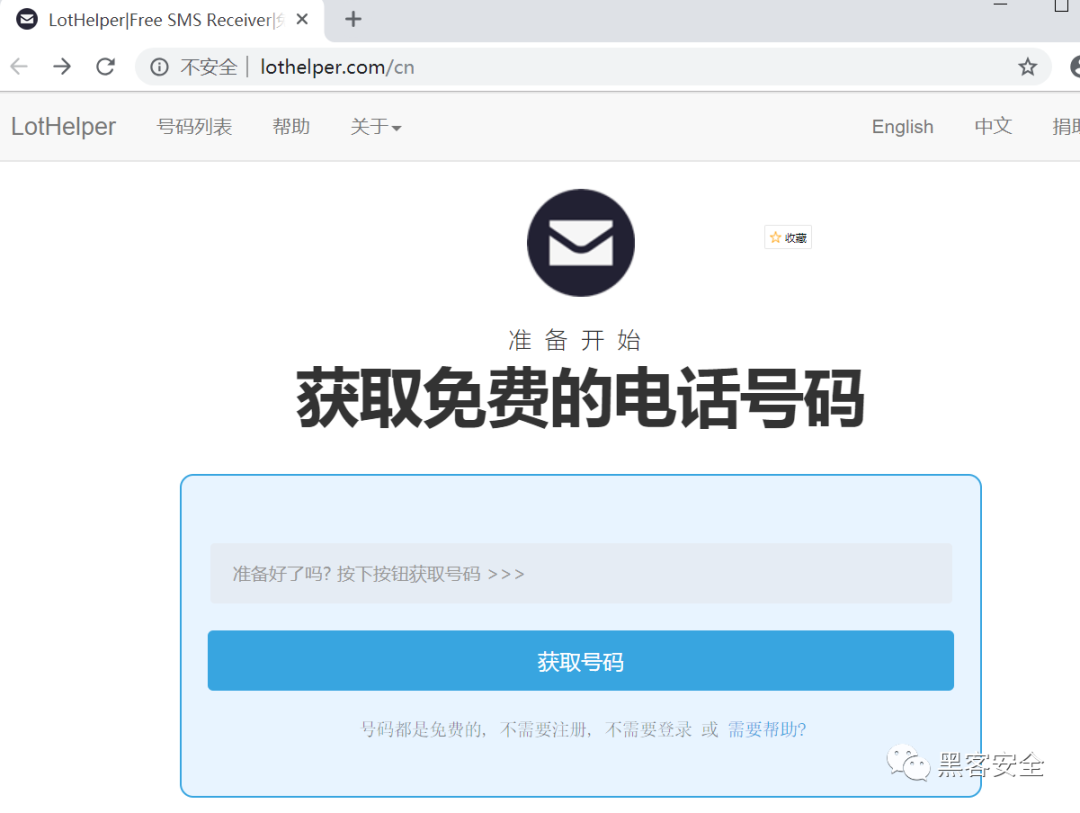 LotHelper|Free SMS Receiver|
不安全 lothelper.com/cn
LotHelper 号码列表 帮助 关于 English 中文
收藏
准备开始
获取免费的电话号码
准备好了吗? 按下按钮获取号码 >>>
获取号码
号码都是免费的, 不需要注册, 不需要登录 或 需要帮助?
黑客安全